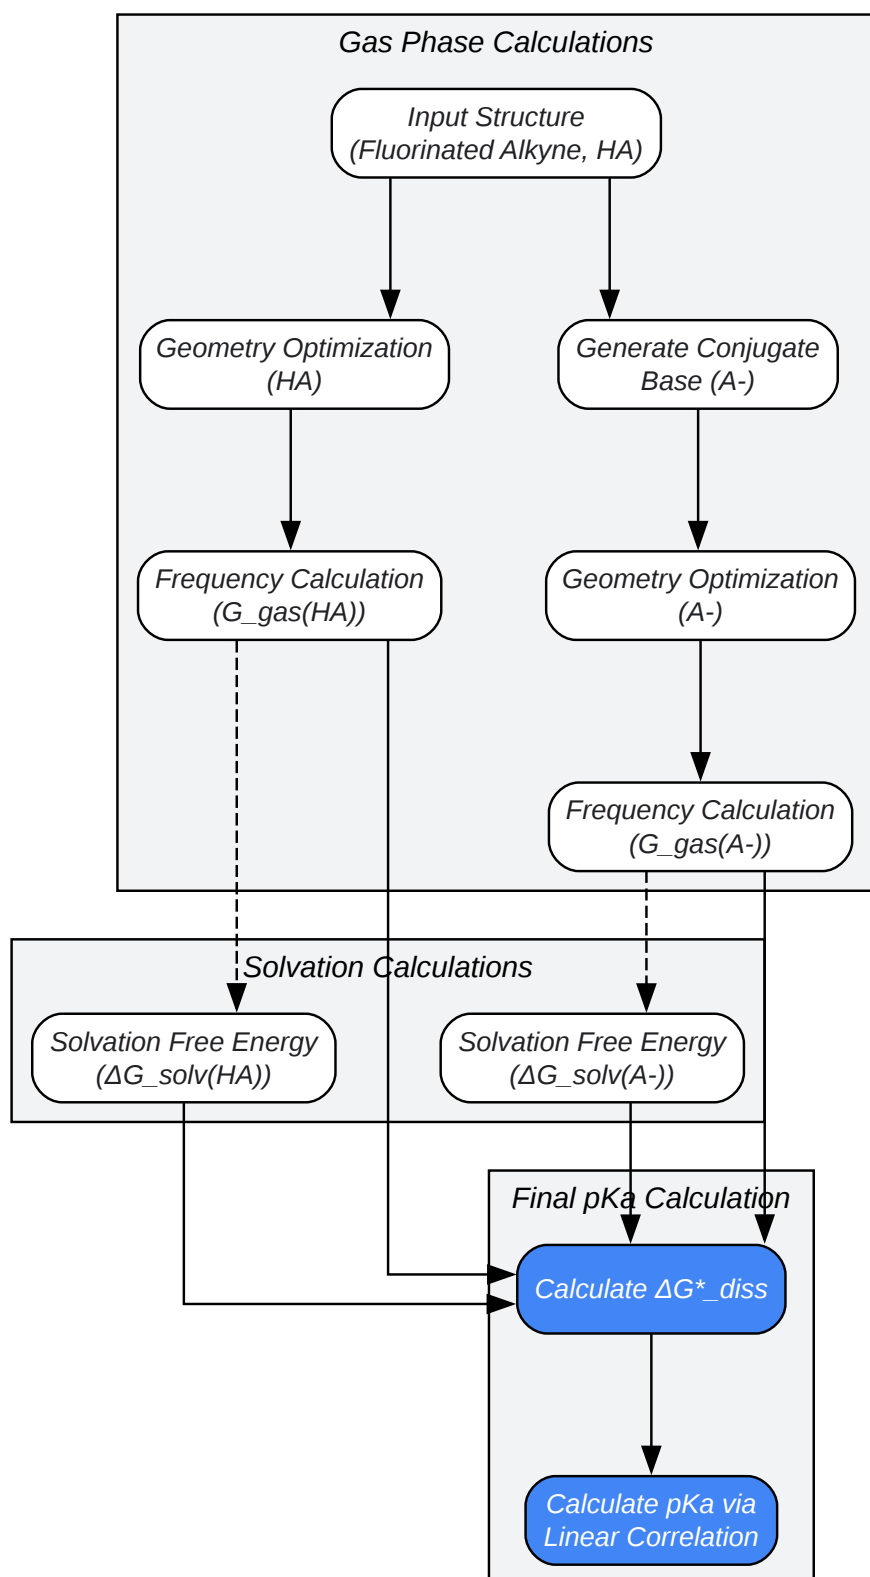 Gas Phase Calculations
Input Structure
(Fluorinated Alkyne, HA)
Geometry Optimization
(HA)
Generate Conjugate
Base (A-)
Frequency Calculation
(G_gas(HA))
Geometry Optimization
(A-)
Frequency Calculation
(G_gas(A-))
Solvation Calculations
Solvation Free Energy
(ΔG_solv(HA))
Solvation Free Energy
(ΔG_solv(A-))
Final pKa Calculation
Calculate ΔG*_diss
Calculate pKa via
Linear Correlation